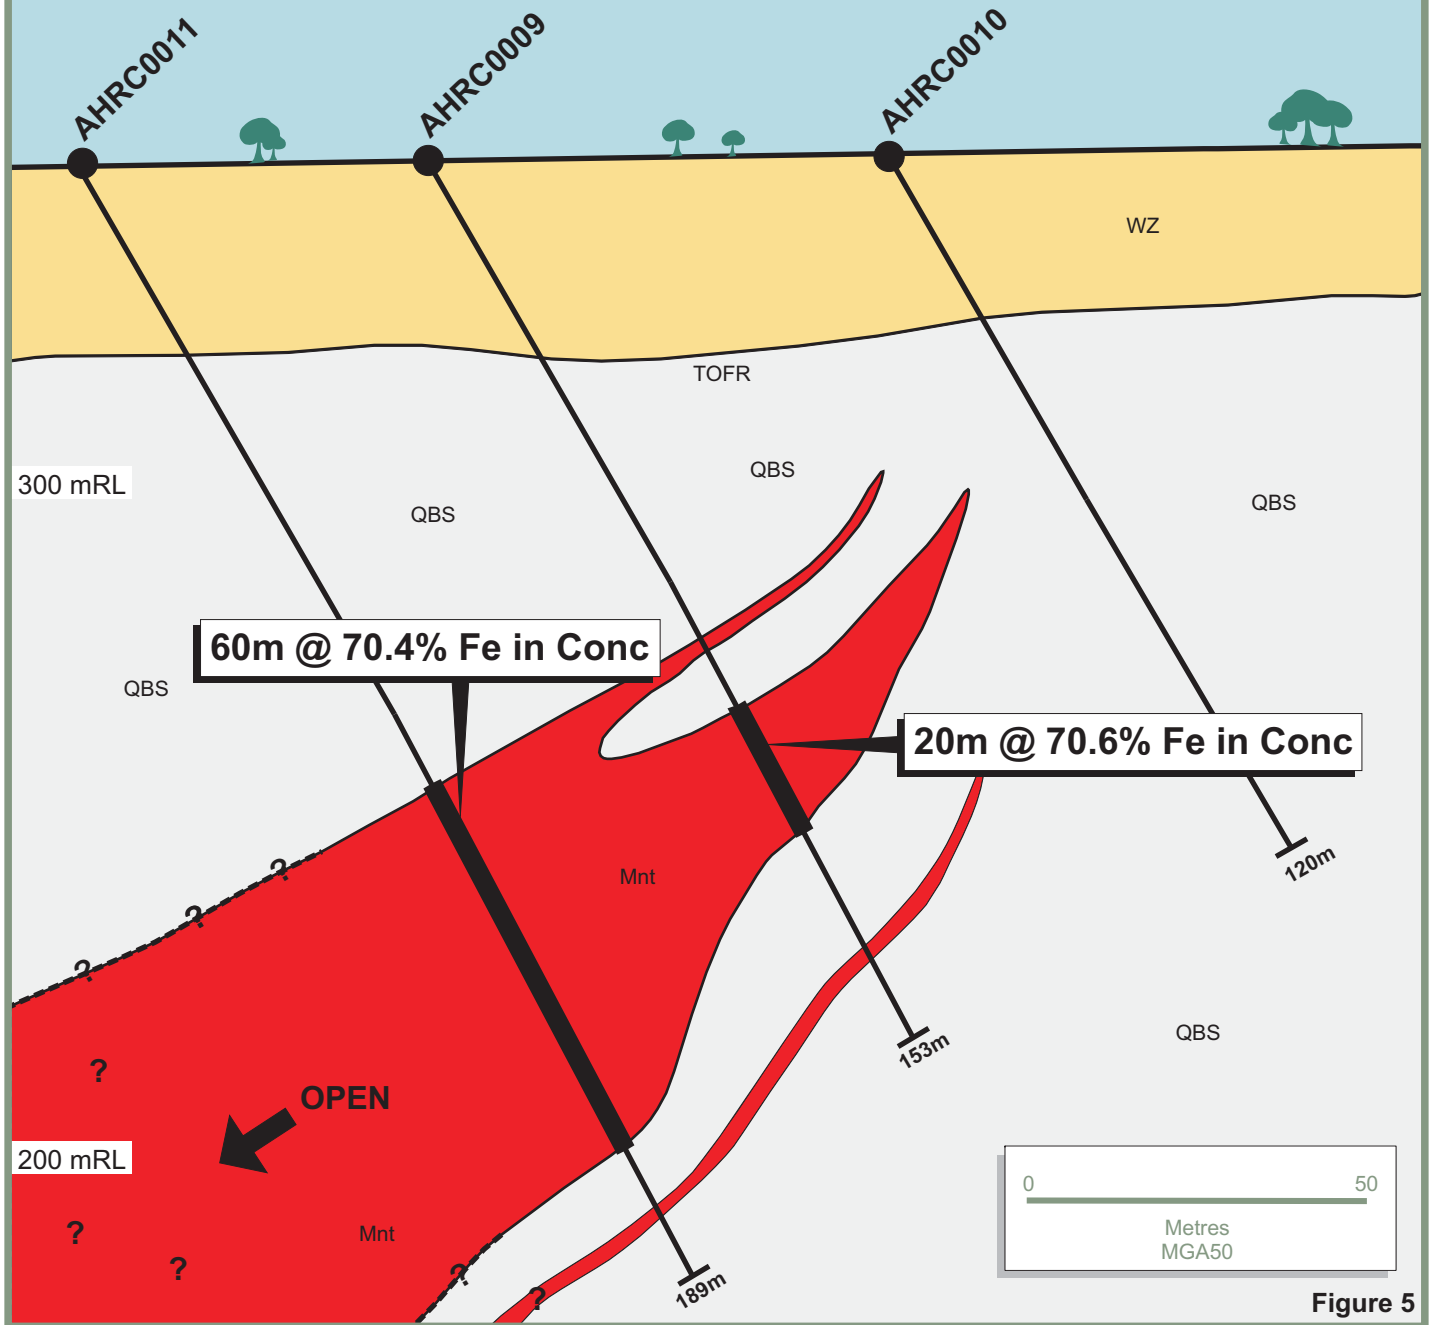 AHRC0011
AHRC0009
AHRC0010
WZ
TOFR
QBS
300 mRL
QBS
QBS
60m @ 70.4% Fe in Conc
QBS
20m @ 70.6% Fe in Conc
120m
?
Mnt
?
?
153m
QBS
?
OPEN
200 mRL
0 50
Metres
MGA50
?
Mnt
?
?
189m
?
Figure 5